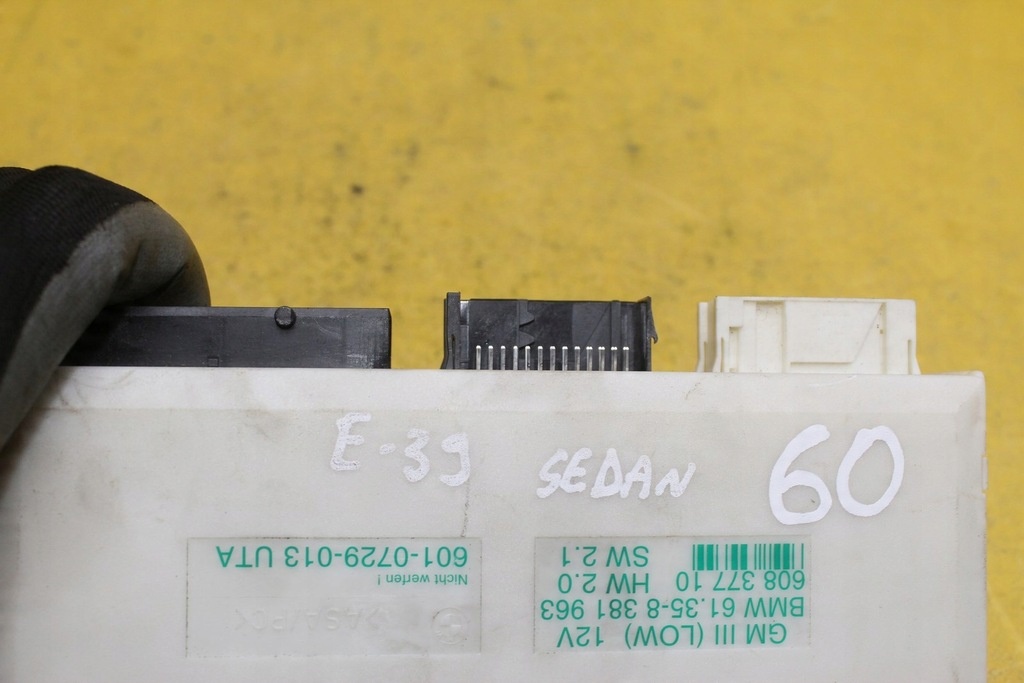 E-39 SEDAN 60
GM III (LOW) 12V
BMW 61.35-8 381 963
608 377 10 HW 2.0
SW 2.1
Nicht werfen!
601-0729-013 UTA